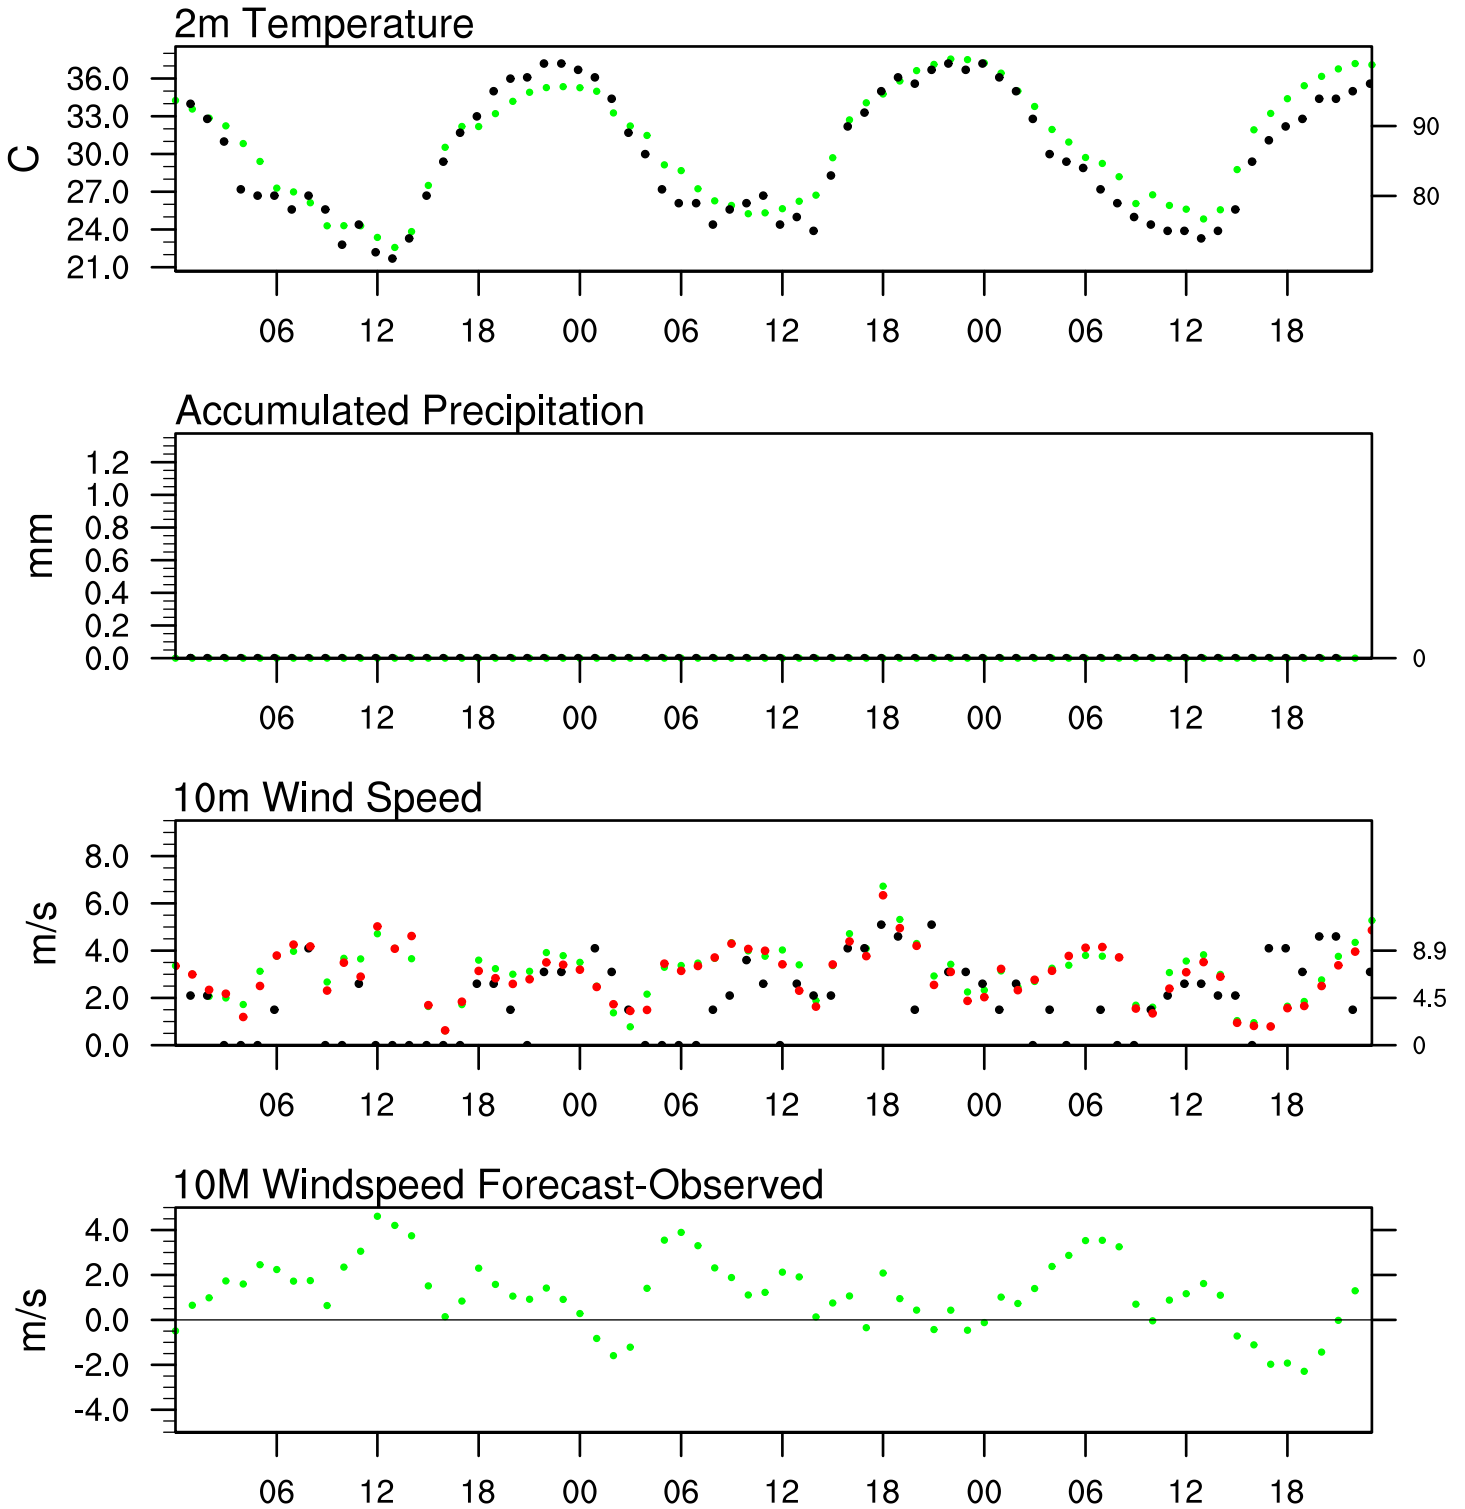 2m Temperature
C
36.0
33.0
30.0
27.0
24.0
21.0
90
80
06 12 18 00 06 12 18 00 06 12 18
Accumulated Precipitation
mm
1.2
1.0
0.8
0.6
0.4
0.2
0.0
0
06 12 18 00 06 12 18 00 06 12 18
10m Wind Speed
m/s
8.0
6.0
4.0
2.0
0.0
8.9
4.5
0
06 12 18 00 06 12 18 00 06 12 18
10M Windspeed Forecast-Observed
m/s
4.0
2.0
0.0
-2.0
-4.0
06 12 18 00 06 12 18 00 06 12 18